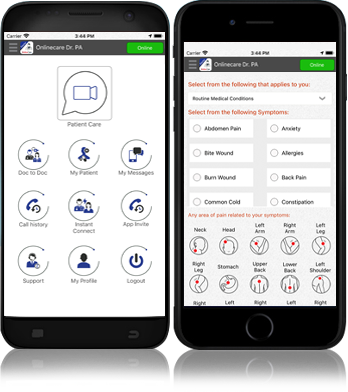 Carrier
3:44 PM
Onlinecare Dr. PA
Online
Patient Care
Doc to Doc
My Patient
My Messages
Call history
Instant
Connect
App Invite
Support
My Profile
Logout
Carrier
3:44 PM
Onlinecare Dr. PA
Online
Select from the following that applies to you:
Routine Medical Conditions
Select from the following Symptoms:
Abdomen Pain
Anxiety
Bite Wound
Allergies
Burn Wound
Back Pain
Common Cold
Constipation
Any area of pain related to your symptoms:
Neck
Head
Left
Arm
Right
Arm
Left
Leg
Right
Leg
Stomach
Upper
Back
Lower
Back
Left
Shoulder
Right
Left
Right
Left
Right